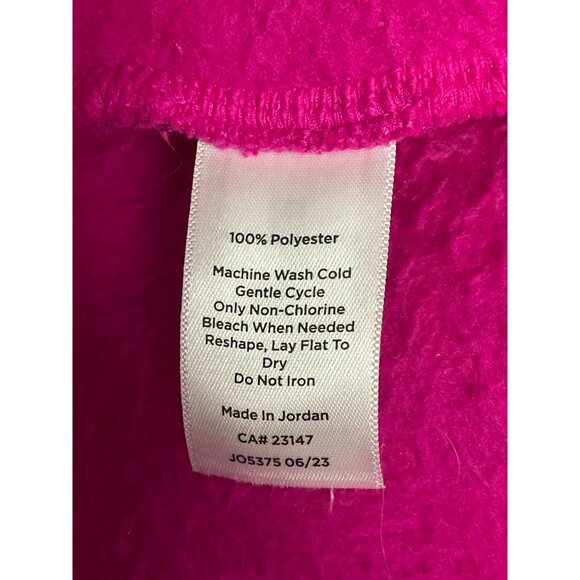 100% Polyester
Machine Wash Cold
Gentle Cycle
Only Non-Chlorine
Bleach When Needed
Reshape, Lay Flat To
Dry
Do Not Iron
Made In Jordan
CA# 23147
JO5375 06/23